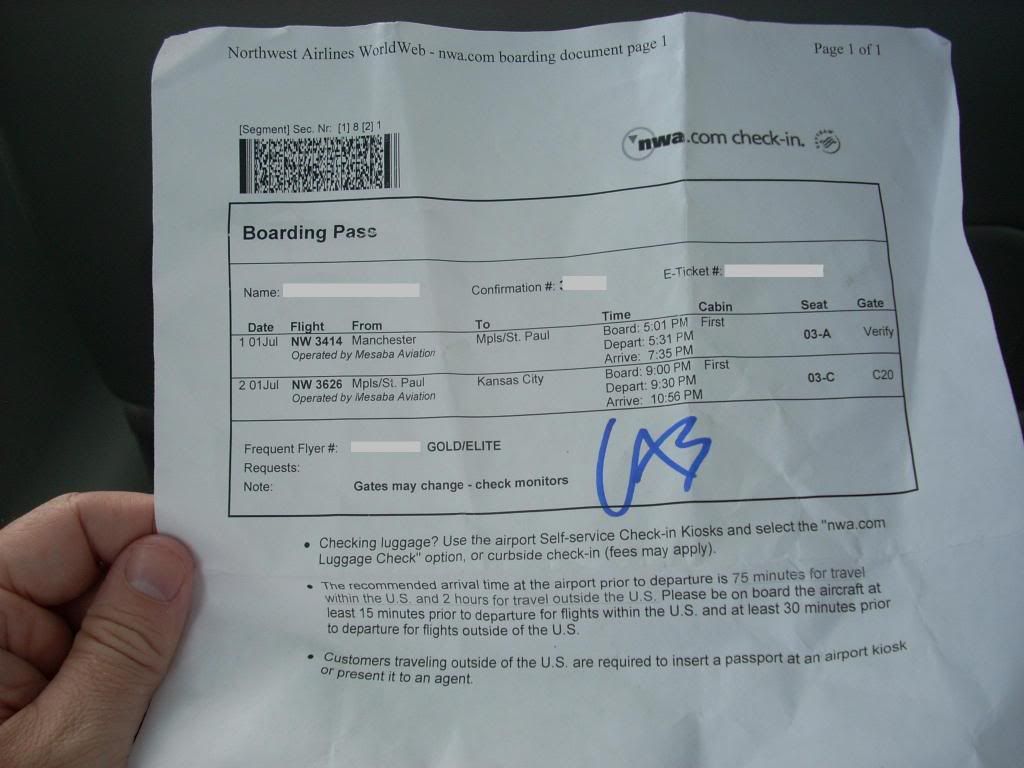 Northwest Airlines WorldWeb - nwa.com boarding document page 1 Page 1 of 1
[Segment] Sec. Nr: [1] 8 [2] 1
nwa.com check-in.
Boarding Pass
Name: Confirmation #: E-Ticket #:
Date Flight From To Time Cabin Seat Gate
1 01Jul NW 3414 Manchester Mpls/St. Paul Board: 5:01 PM First 03-A Verify
Operated by Mesaba Aviation Depart: 5:31 PM
Arrive: 7:35 PM
2 01Jul NW 3626 Mpls/St. Paul Kansas City Board: 9:00 PM First 03-C C20
Operated by Mesaba Aviation Depart: 9:30 PM
Arrive: 10:56 PM
Frequent Flyer #: GOLD/ELITE
Requests:
Note: Gates may change - check monitors
• Checking luggage? Use the airport Self-service Check-in Kiosks and select the "nwa.com
Luggage Check" option, or curbside check-in (fees may apply).
• The recommended arrival time at the airport prior to departure is 75 minutes for travel
within the U.S. and 2 hours for travel outside the U.S. Please be on board the aircraft at
least 15 minutes prior to departure for flights within the U.S. and at least 30 minutes prior
to departure for flights outside of the U.S.
• Customers traveling outside of the U.S. are required to insert a passport at an airport kiosk
or present it to an agent.